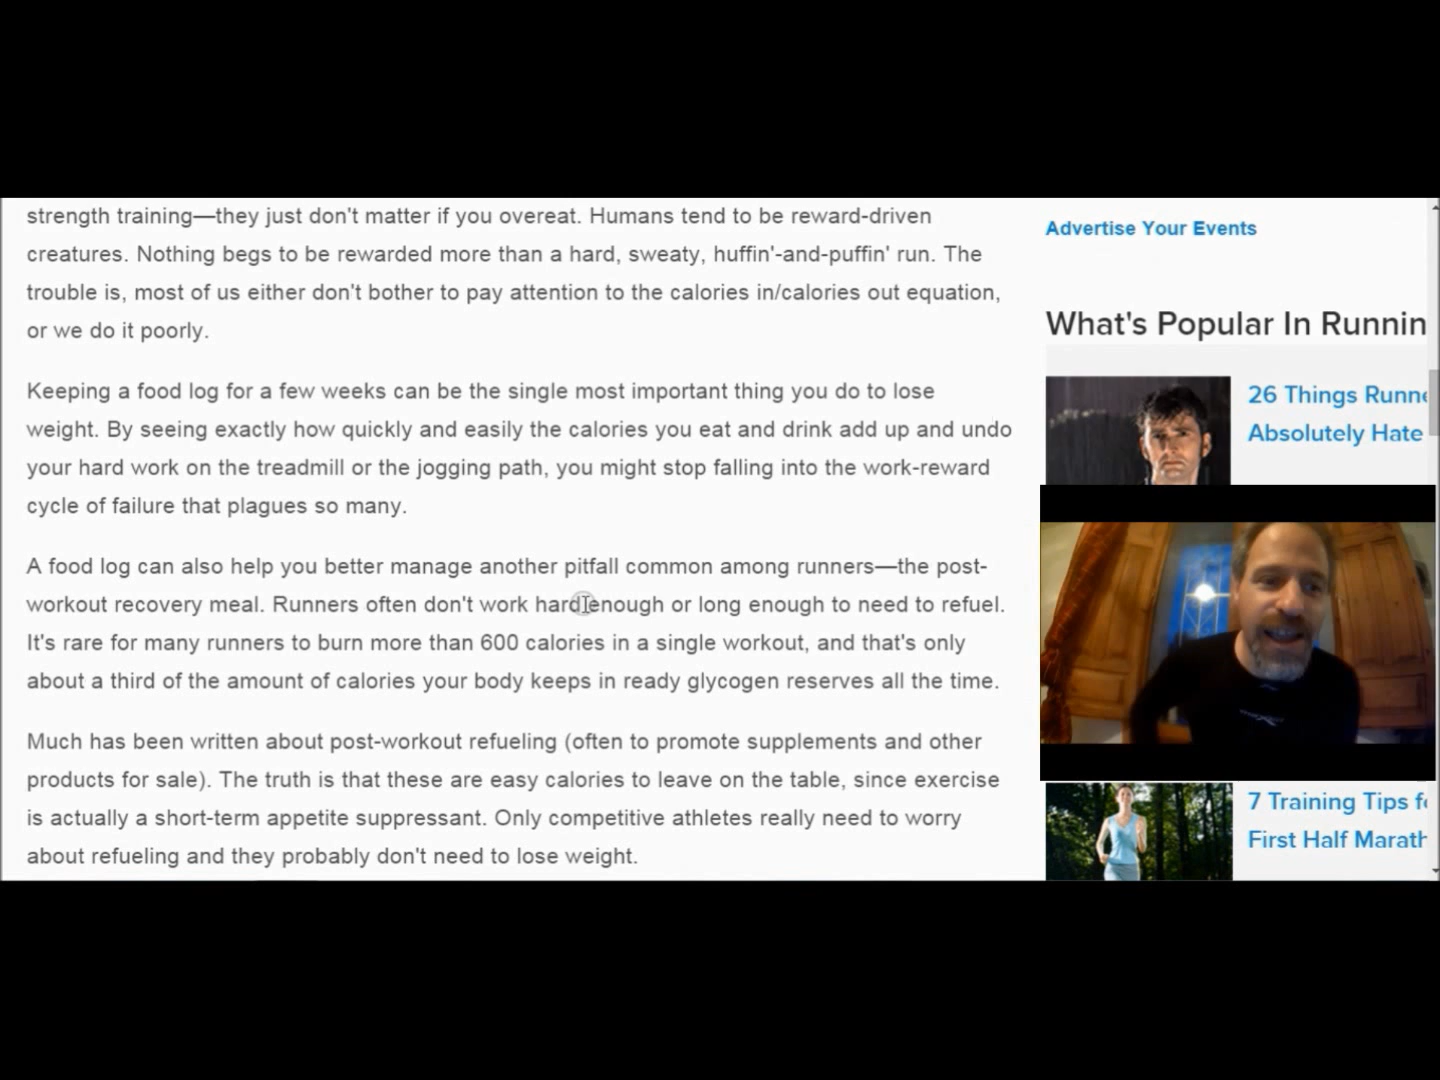 strength training—they just don't matter if you overeat. Humans tend to be reward-driven
creatures. Nothing begs to be rewarded more than a hard, sweaty, huffin'-and-puffin' run. The
trouble is, most of us either don't bother to pay attention to the calories in/calories out equation,
or we do it poorly.
Keeping a food log for a few weeks can be the single most important thing you do to lose
weight. By seeing exactly how quickly and easily the calories you eat and drink add up and undo
your hard work on the treadmill or the jogging path, you might stop falling into the work-reward
cycle of failure that plagues so many.
A food log can also help you better manage another pitfall common among runners—the post-
workout recovery meal. Runners often don't work hard enough or long enough to need to refuel.
It's rare for many runners to burn more than 600 calories in a single workout, and that's only
about a third of the amount of calories your body keeps in ready glycogen reserves all the time.
Much has been written about post-workout refueling (often to promote supplements and other
products for sale). The truth is that these are easy calories to leave on the table, since exercise
is actually a short-term appetite suppressant. Only competitive athletes really need to worry
about refueling and they probably don't need to lose weight.
Advertise Your Events
What's Popular In Runnin
26 Things Runne
Absolutely Hate
7 Training Tips f
First Half Marath